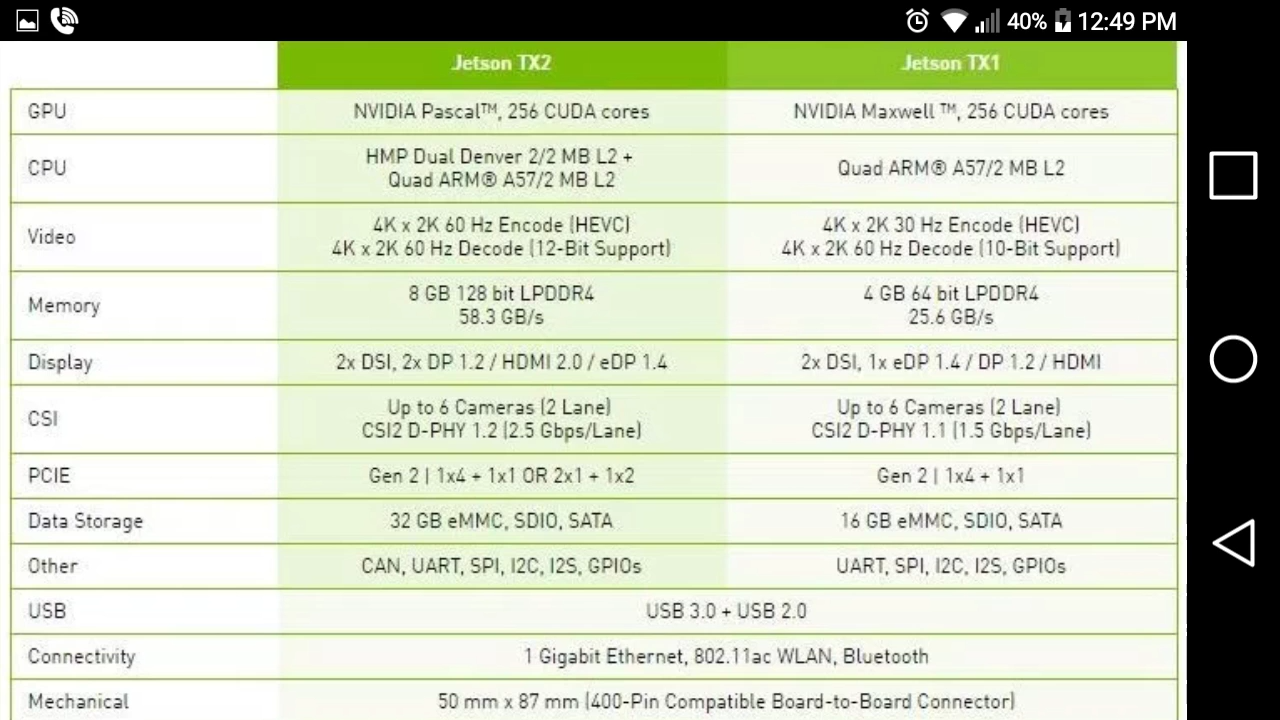 40% 12:49 PM
Jetson TX2 Jetson TX1
GPU NVIDIA Pascal™, 256 CUDA cores NVIDIA Maxwell ™, 256 CUDA cores
CPU HMP Dual Denver 2/2 MB L2 +
Quad ARM® A57/2 MB L2 Quad ARM® A57/2 MB L2
Video 4K x 2K 60 Hz Encode (HEVC) 4K x 2K 30 Hz Encode (HEVC)
4K x 2K 60 Hz Decode (12-Bit Support) 4K x 2K 60 Hz Decode (10-Bit Support)
Memory 8 GB 128 bit LPDDR4 4 GB 64 bit LPDDR4
58.3 GB/s 25.6 GB/s
Display 2x DSI, 2x DP 1.2 / HDMI 2.0 / eDP 1.4 2x DSI, 1x eDP 1.4 / DP 1.2 / HDMI
CSI Up to 6 Cameras (2 Lane) Up to 6 Cameras (2 Lane)
CSI2 D-PHY 1.2 (2.5 Gbps/Lane) CSI2 D-PHY 1.1 (1.5 Gbps/Lane)
PCIE Gen 2 | 1x4 + 1x1 OR 2x1 + 1x2 Gen 2 | 1x4 + 1x1
Data Storage 32 GB eMMC, SDIO, SATA 16 GB eMMC, SDIO, SATA
Other CAN, UART, SPI, I2C, I2S, GPIOs UART, SPI, I2C, I2S, GPIOs
USB USB 3.0 + USB 2.0
Connectivity 1 Gigabit Ethernet, 802.11ac WLAN, Bluetooth
Mechanical 50 mm x 87 mm (400-Pin Compatible Board-to-Board Connector)